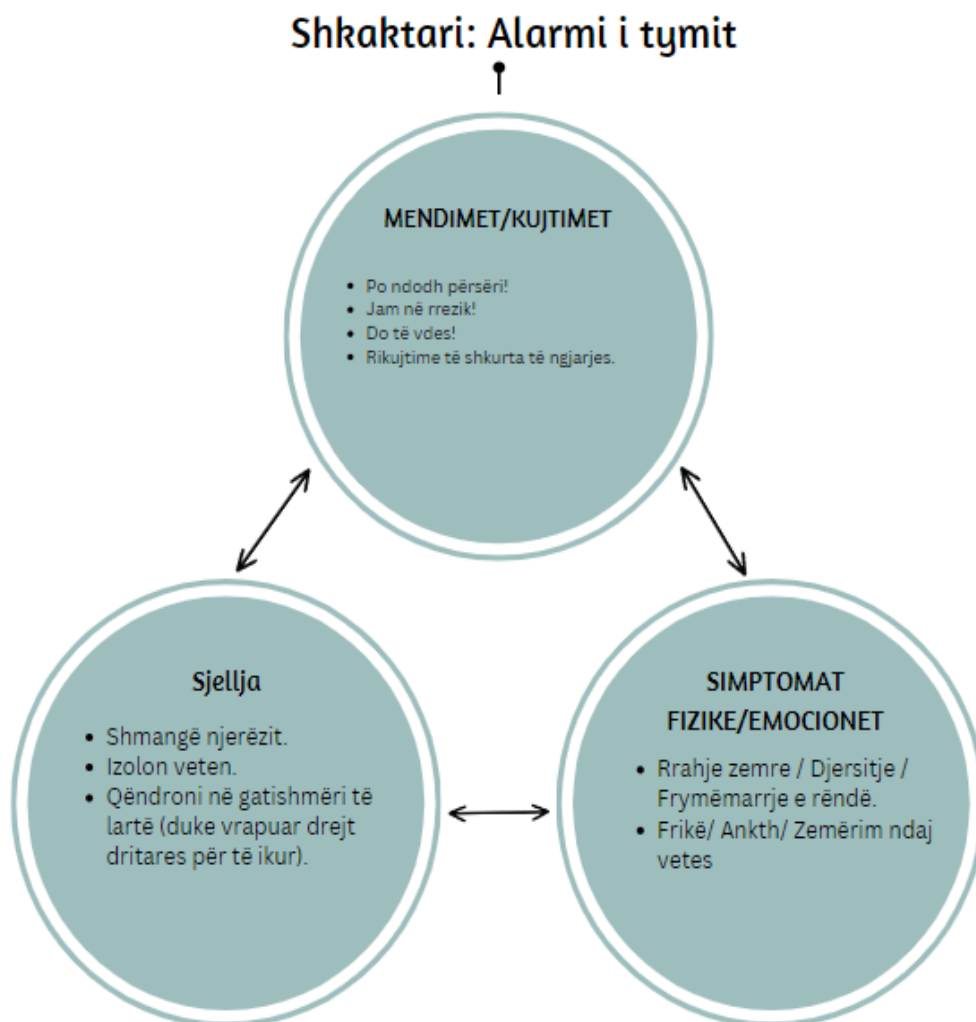 Shkaktari: Alarmi i tymit
MENDIMET/KUJTIMET
• Po ndodh përsëri!
• Jam në rrezik!
• Do të vdes!
• Rikujtime të shkurta të ngjarjes.
Sjellja
• Shmangë njerëzit.
• Izolon veten.
• Qëndroni në gatishmëri të
lartë (duke vrapuar drejt
dritares për të ikur).
SIMPTOMAT
FIZIKE/EMOCIONET
• Rrahje zemre / Djersitje /
Frymëmarrje e rëndë.
• Frikë/ Ankth/ Zemërim ndaj
vetes